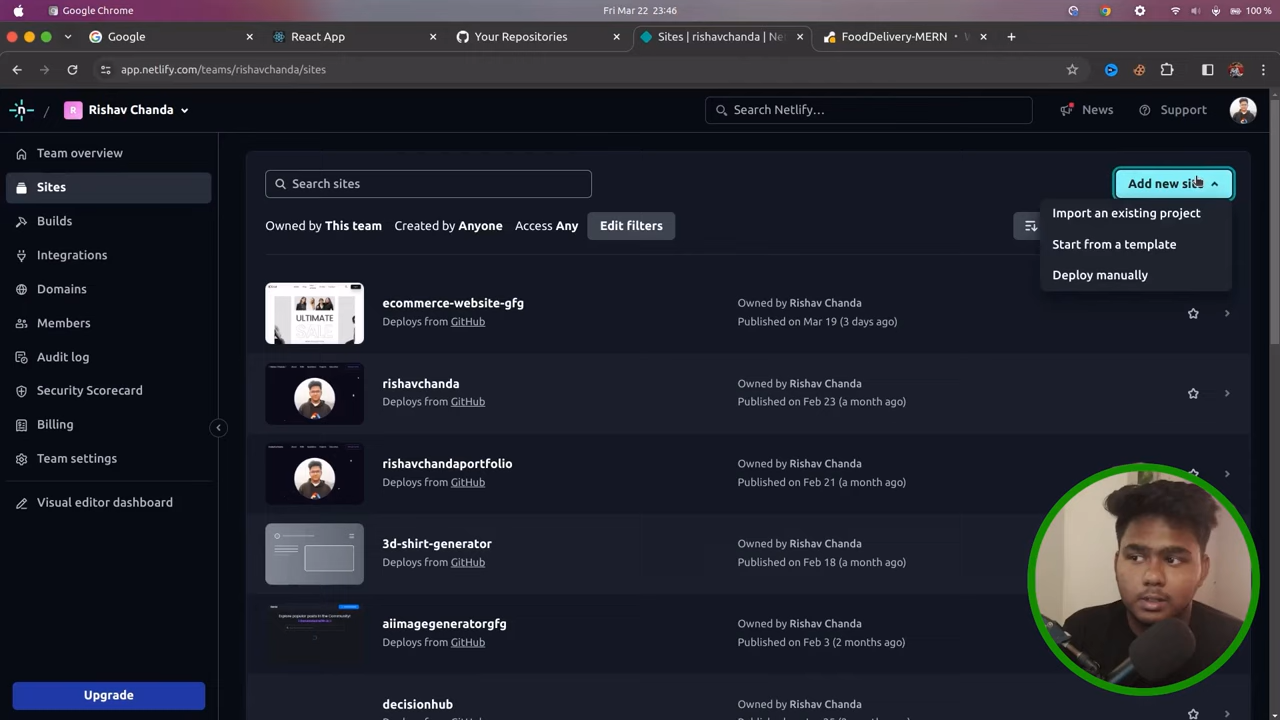 Google Chrome
Fri Mar 22 23:46
100 %
Google
React App
Your Repositories
Sites | rishavchanda | Ne
FoodDelivery-MERN
app.netlify.com/teams/rishavchanda/sites
R
Rishav Chanda
Search Netlify...
News
Support
Team overview
Sites
Builds
Integrations
Domains
Members
Audit log
Security Scorecard
Billing
Team settings
Visual editor dashboard
Upgrade
Search sites
Add new
Import an existing project
Start from a template
Deploy manually
Owned by This team
Created by Anyone
Access Any
Edit filters
ULTIMATE
SALE
ecommerce-website-gfg
Deploys from GitHub
Owned by Rishav Chanda
Published on Mar 19 (3 days ago)
rishavchanda
Deploys from GitHub
Owned by Rishav Chanda
Published on Feb 23 (a month ago)
rishavchandaportfolio
Deploys from GitHub
Owned by Rishav Chanda
Published on Feb 21 (a month ago)
3d-shirt-generator
Deploys from GitHub
Owned by Rishav Chanda
Published on Feb 18 (a month ago)
Explore popular posts in the Community!
aiimagegeneratorgfg
Deploys from GitHub
Owned by Rishav Chanda
Published on Feb 3 (2 months ago)
decisionhub
Owned by Rishav Chanda